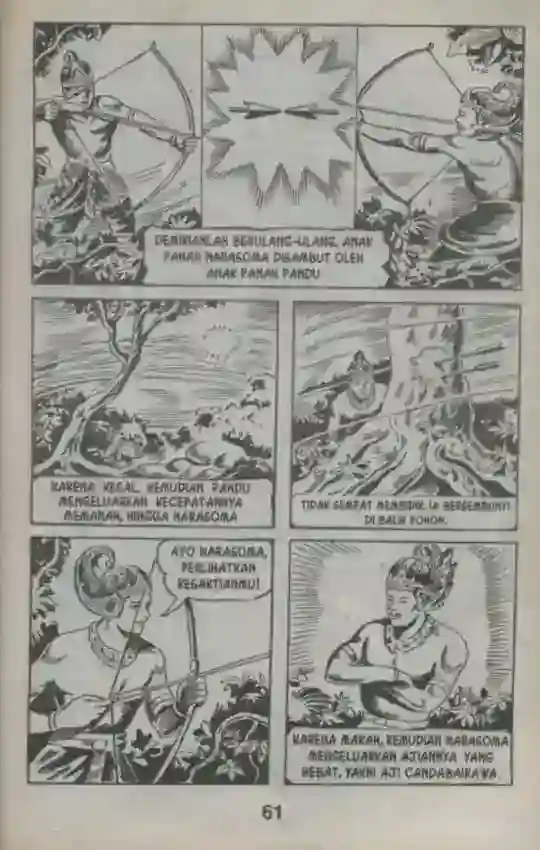 DEMIKIANLAH BERULANG-ULANG, ANAK
PANAH NARASOMA DISAMBUT OLEH
ANAK PANAH PANDU
KARENA KESAL, KEMUDIAN PANDU
MENGELUARKAN KECEPATANNYA
MEMANAH, HINGGA NARASOMA
TIDAK SEMPAT MEMBIDIK. IA BERSEMBUNYI
DI BALIK POHON.
AYO NARASOMA,
PERLIHATKAN
KESAKTIANMU!
KARENA MARAH, KEMUDIAN NARASOMA
MENGELUARKAN AJIANNYA YANG
HEBAT, YAKNI AJI CANDABAIRAWA
61